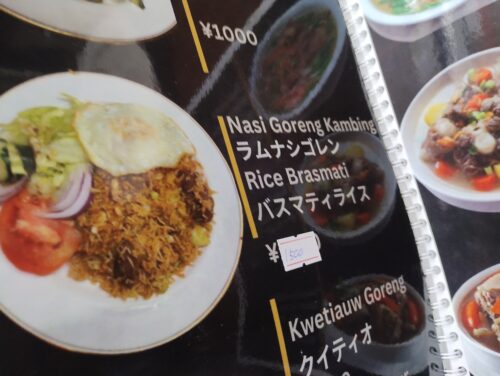 ¥1000
Nasi Goreng Kambing
ラムナシゴレン
Rice Brasmati
バスマティライス
¥1500
Kwetiauw Goreng
クイティオ